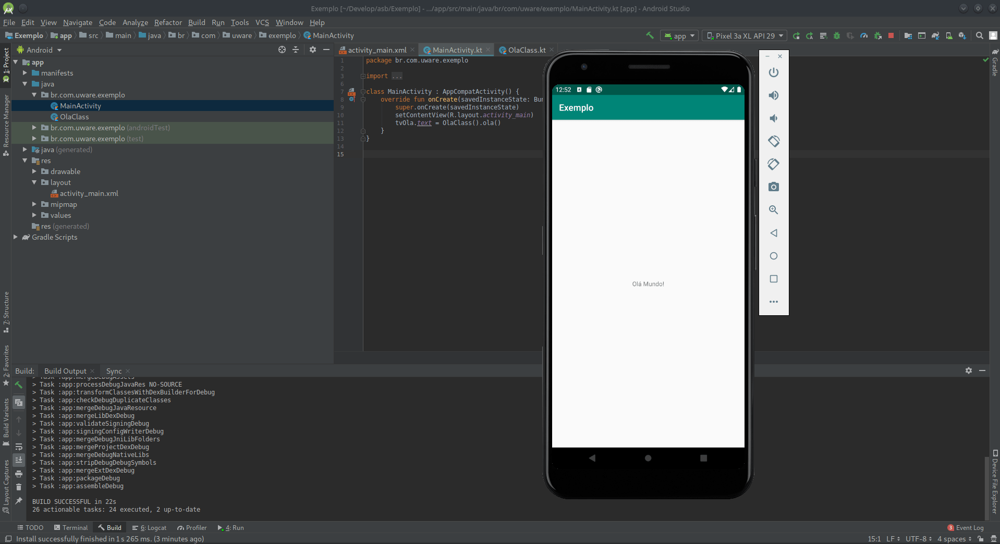 Exemplo [~/Develop/asb/Exemplo] - .../app/src/main/java/br/com/uware/exemplo/MainActivity.kt [app] - Android Studio
File Edit View Navigate Code Analyze Refactor Build Run Tools VCS Window Help
Exemplo app src main java br com uware exemplo MainActivity
app Pixel 3a XL API 29
1: Project
Resource Manager
7: Structure
2: Favorites
Build Variants
Layout Captures
Android
app
manifests
java
br.com.uware.exemplo
MainActivity
OlaClass
br.com.uware.exemplo (androidTest)
br.com.uware.exemplo (test)
java (generated)
res
drawable
layout
activity_main.xml
mipmap
values
res (generated)
Gradle Scripts
activity_main.xml MainActivity.kt OlaClass.kt
1 package br.com.uware.exemplo
2
3 import ...
6
7 class MainActivity : AppCompatActivity() {
8 override fun onCreate(savedInstanceState: Bun
9 super.onCreate(savedInstanceState)
10 setContentView(R.layout.activity_main)
11 tvOla.text = OlaClass().ola()
12 }
13 }
14
15
12:52
Exemplo
Olá Mundo!
Gradle
Device File Explorer
Build: Build Output Sync
> Task :app:mergeDebugAssets
> Task :app:processDebugJavaRes NO-SOURCE
> Task :app:transformClassesWithDexBuilderForDebug
> Task :app:checkDebugDuplicateClasses
> Task :app:mergeDebugJavaResource
> Task :app:mergeLibDexDebug
> Task :app:validateSigningDebug
> Task :app:signingConfigWriterDebug
> Task :app:mergeDebugJniLibFolders
> Task :app:mergeProjectDexDebug
> Task :app:mergeDebugNativeLibs
> Task :app:stripDebugDebugSymbols
> Task :app:mergeExtDexDebug
> Task :app:packageDebug
> Task :app:assembleDebug
BUILD SUCCESSFUL in 22s
26 actionable tasks: 24 executed, 2 up-to-date
TODO Terminal Build 6: Logcat Profiler 4: Run 3 Event Log
Install successfully finished in 1 s 265 ms. (3 minutes ago) 15:1 LF UTF-8 4 spaces